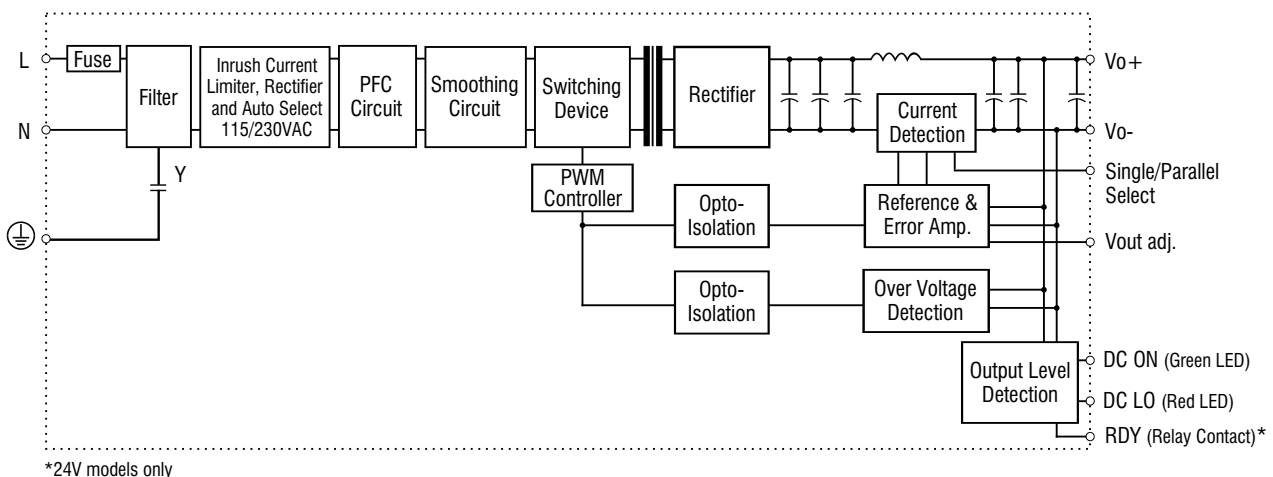 L
Fuse
Filter
Inrush Current
Limiter, Rectifier
and Auto Select
115/230VAC
PFC
Circuit
Smoothing
Circuit
Switching
Device
Rectifier
Current
Detection
Vo+
N
Vo-
Y
PWM
Controller
Opto-
Isolation
Reference &
Error Amp.
Single/Parallel
Select
Vout adj.
Opto-
Isolation
Over Voltage
Detection
Output Level
Detection
DC ON (Green LED)
DC LO (Red LED)
RDY (Relay Contact)*
*24V models only